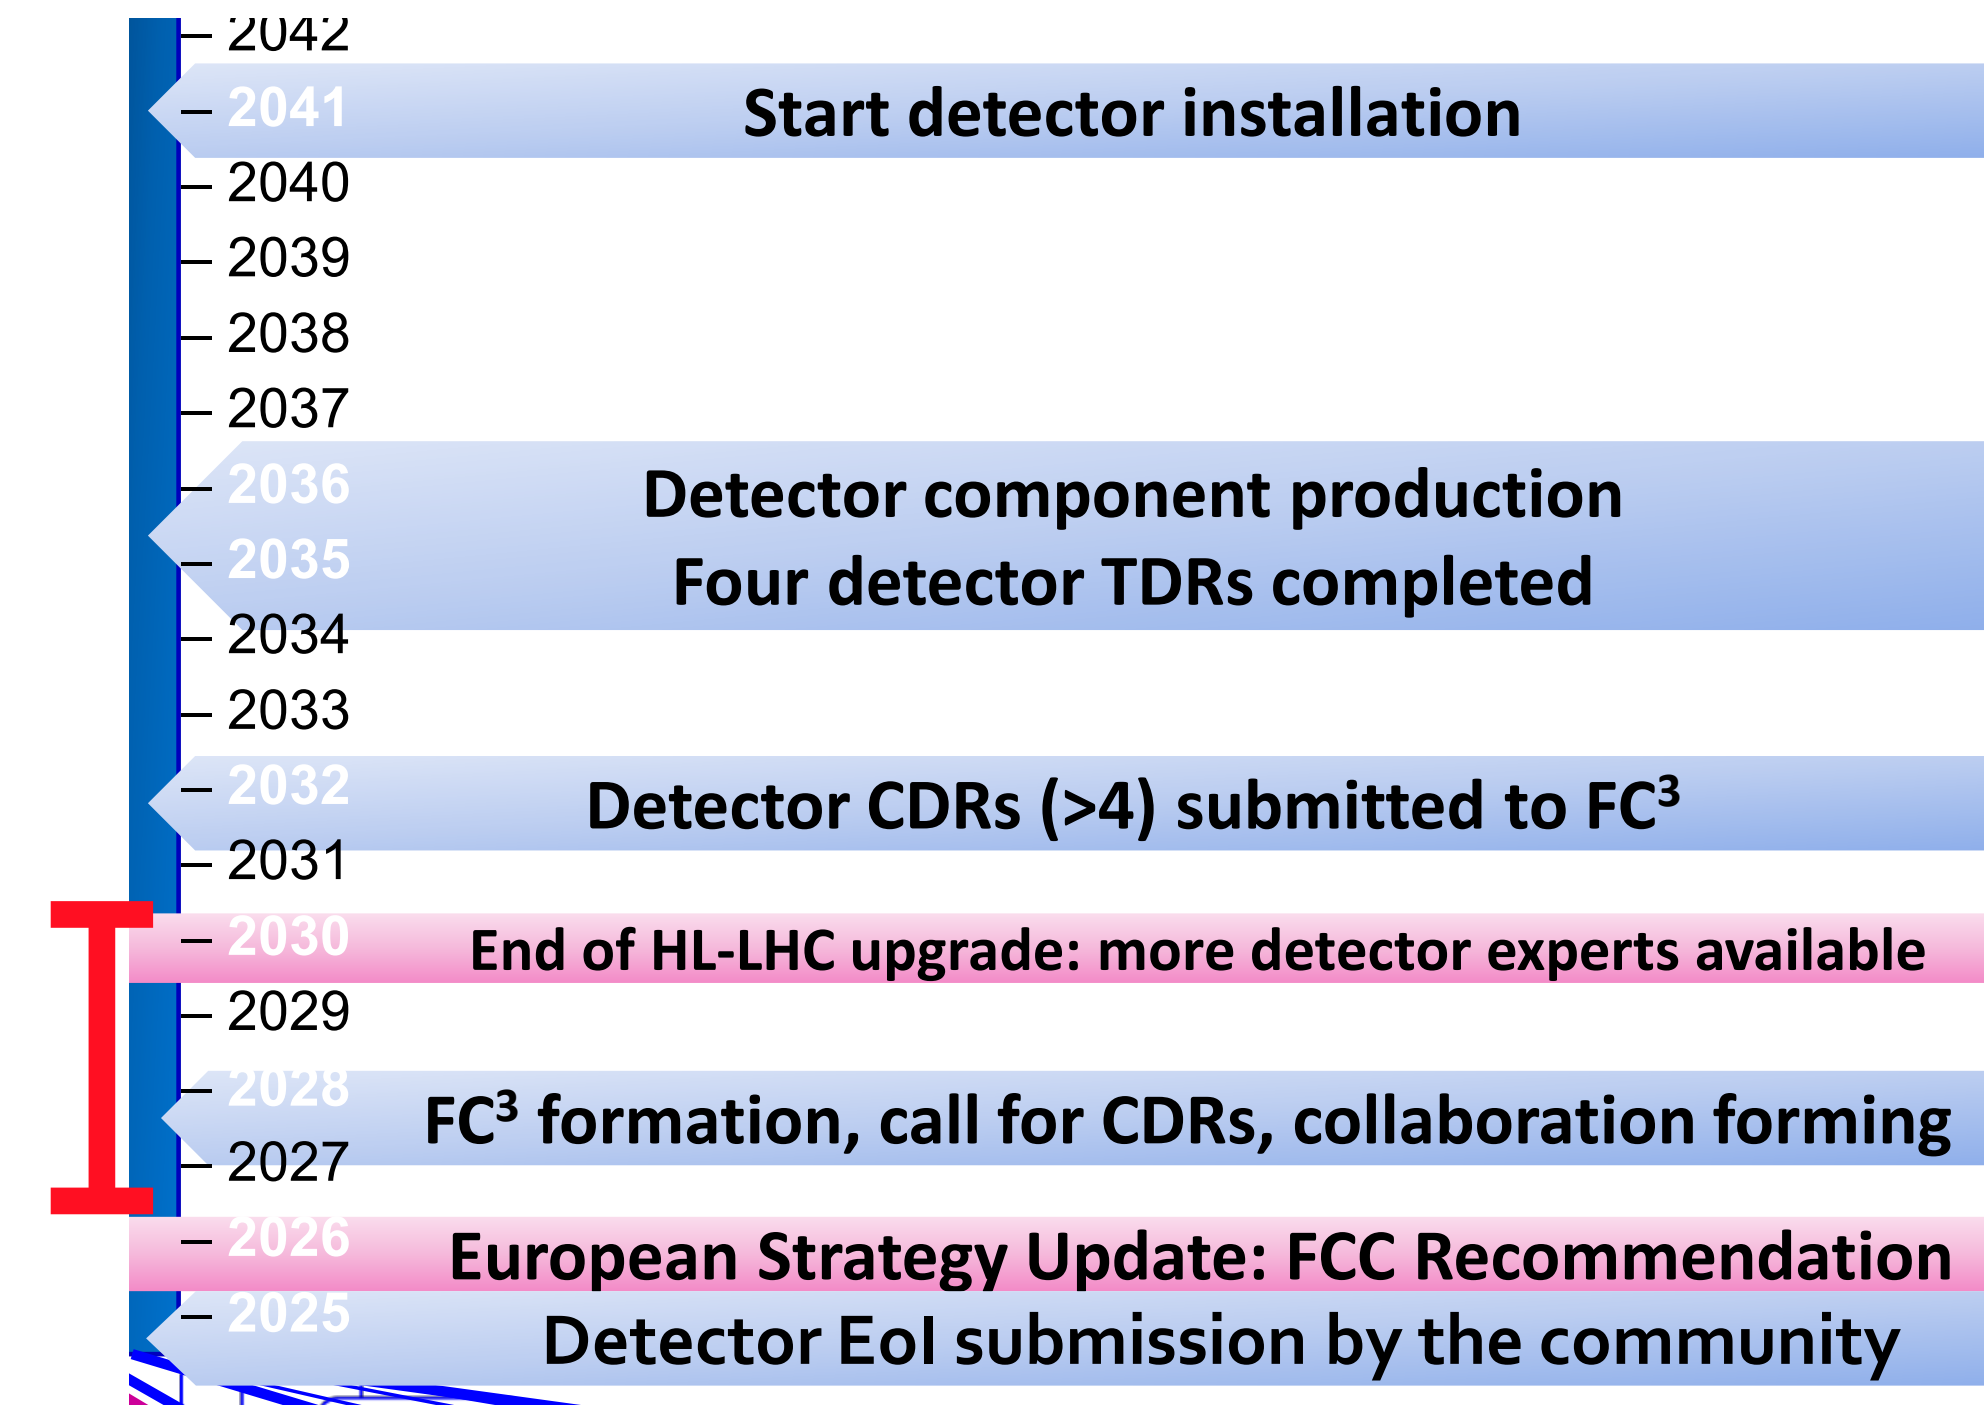 2042
2041 Start detector installation
2040
2039
2038
2037
2036 Detector component production
2035 Four detector TDRs completed
2034
2033
2032 Detector CDRs (>4) submitted to FC³
2031
2030 End of HL-LHC upgrade: more detector experts available
2029
2028 FC³ formation, call for CDRs, collaboration forming
2027
2026 European Strategy Update: FCC Recommendation
2025 Detector EoI submission by the community